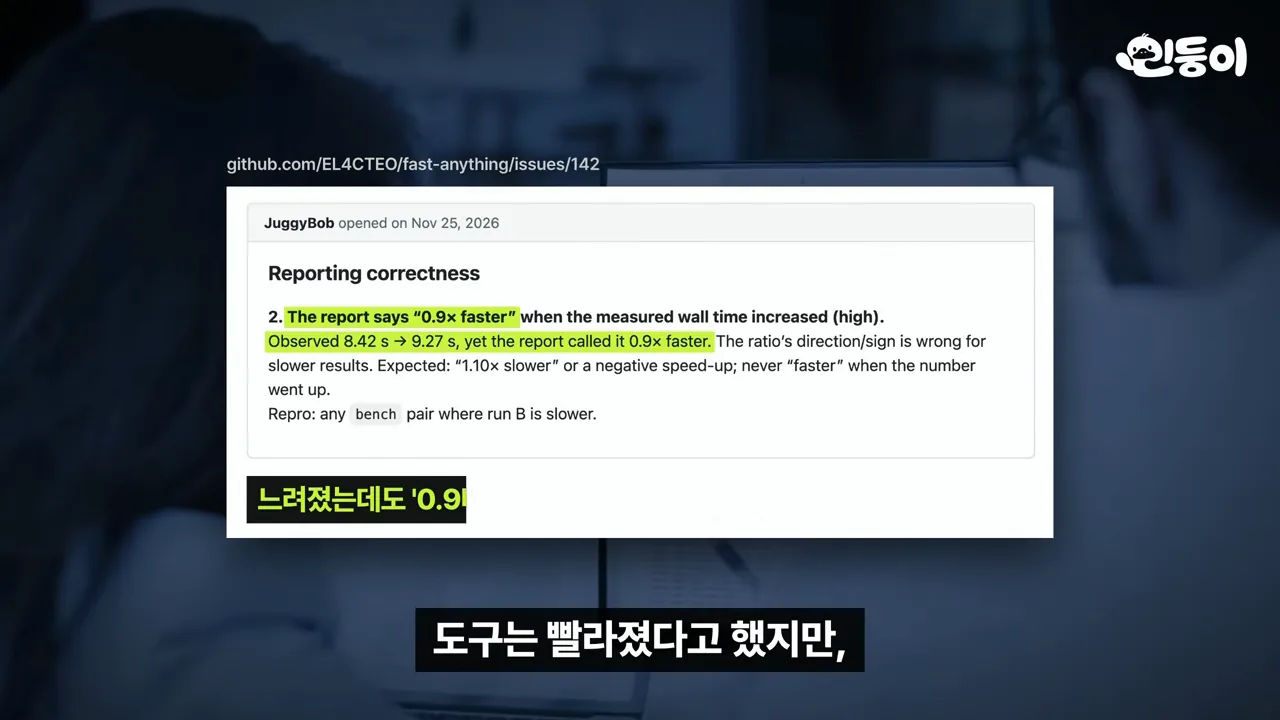 인둥이
github.com/EL4CTEO/fast-anything/issues/142
JuggyBob opened on Nov 25, 2026
Reporting correctness
2. The report says “0.9× faster” when the measured wall time increased (high).
Observed 8.42 s → 9.27 s, yet the report called it 0.9× faster. The ratio’s direction/sign is wrong for
slower results. Expected: “1.10× slower” or a negative speed-up; never “faster” when the number
went up.
Repro: any bench pair where run B is slower.
느려졌는데도 '0.9
도구는 빨라졌다고 했지만,